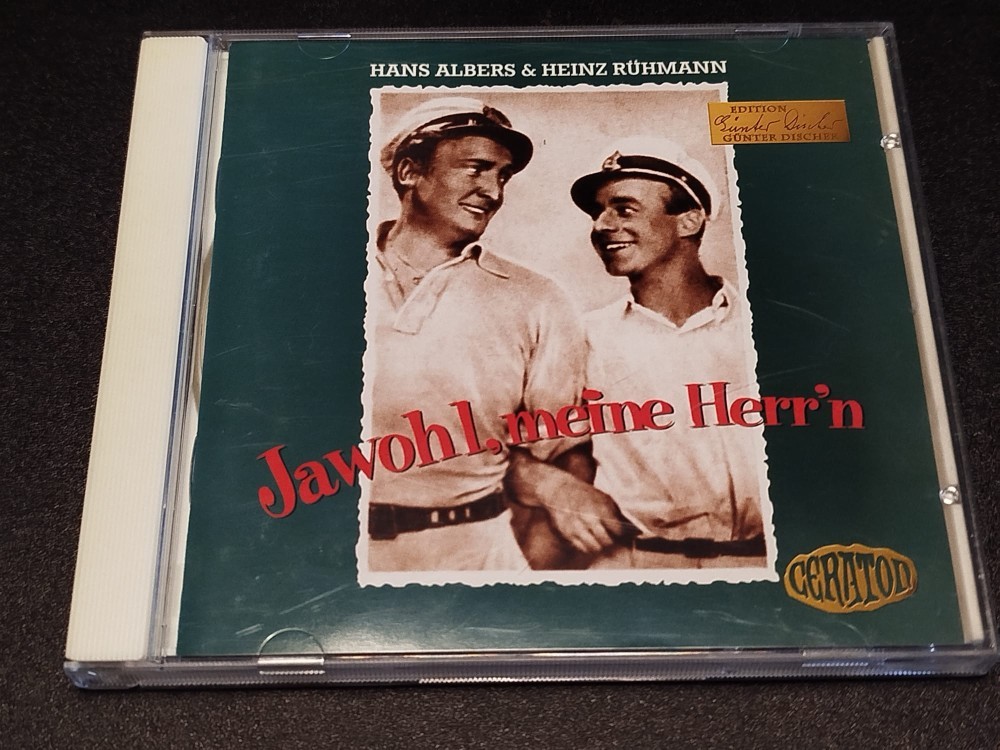 HANS ALBERS & HEINZ RÜHMANN
EDITION
Günter Discher
GÜNTER DISCHER
Jawohl, meine Herr'n
CERATON